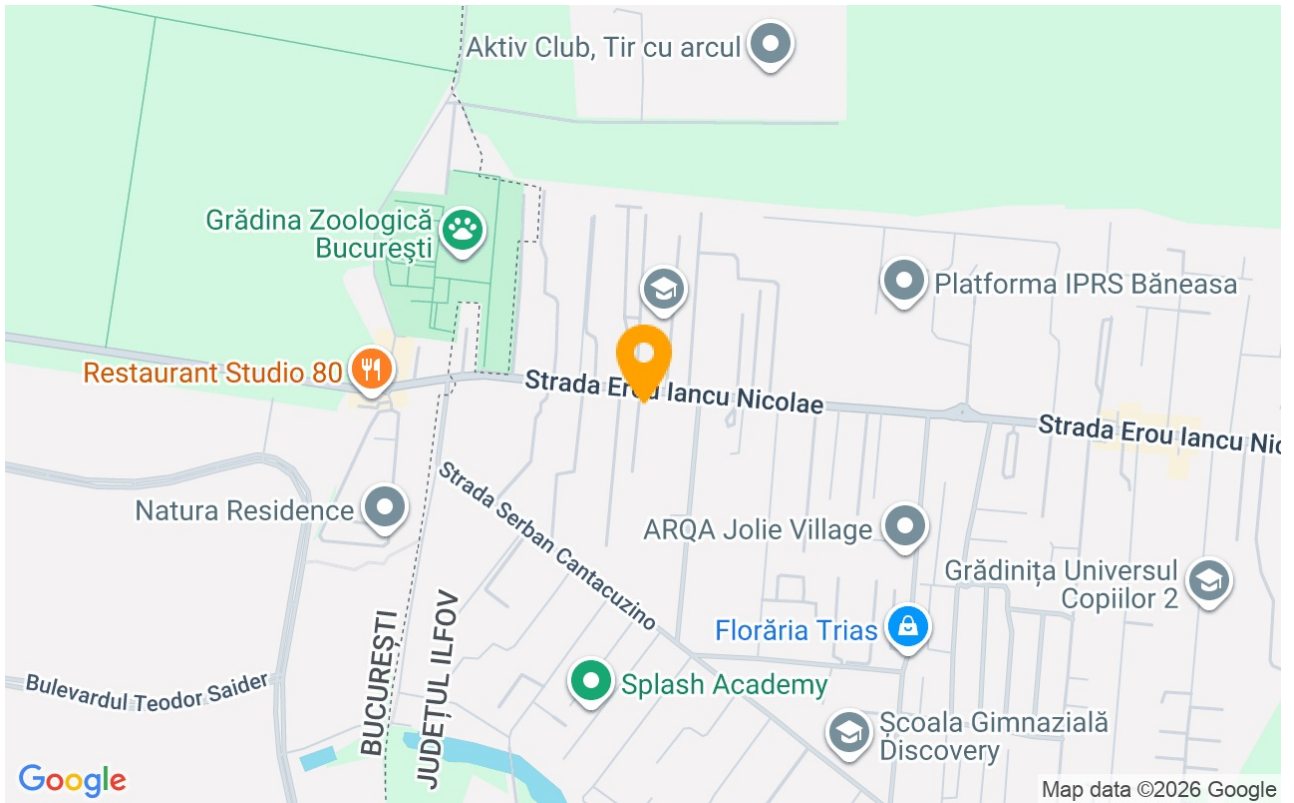 Aktiv Club, Tir cu arcul
Grădina Zoologică
Bucureşti
Platforma IPRS Băneasa
Restaurant Studio 80
Strada Erou Iancu Nicolae
Strada Erou Iancu Nic
Strada Serban Cantacuzino
Natura Residence
ARQA Jolie Village
Grădinița Universul
Copiilor 2
BUCUREȘTI
JUDEȚUL ILFOV
Florăria Trias
Bulevardul Teodor Saider
Splash Academy
Școala Gimnazială
Discovery
Google
Map data ©2026 Google